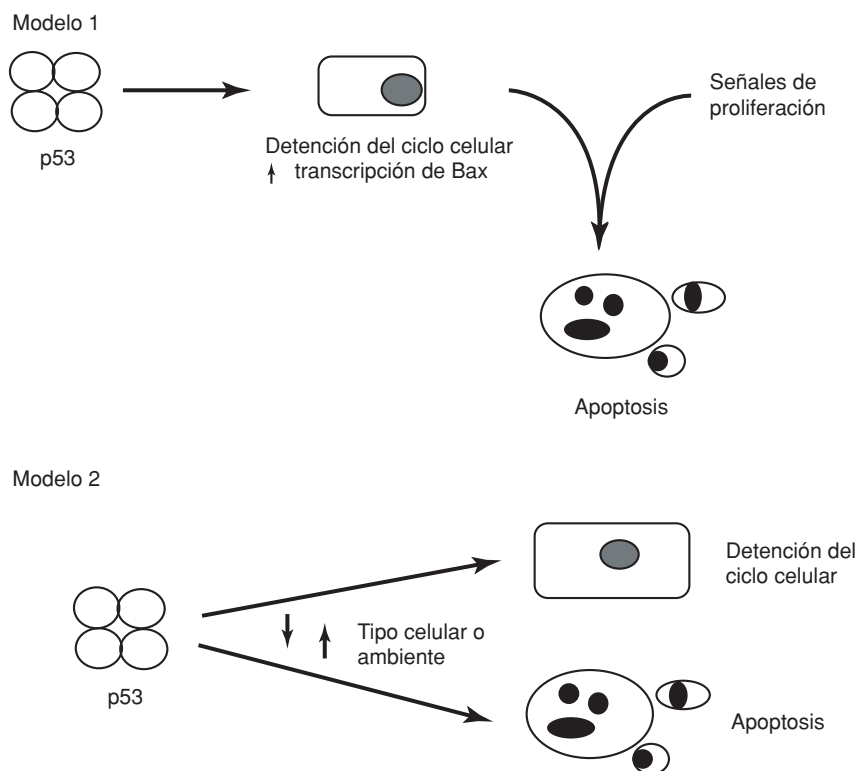 Modelo 1
p53
Detención del ciclo celular
transcripción de Bax
Señales de
proliferación
Apoptosis
Modelo 2
p53
Tipo celular o
ambiente
Detención del
ciclo celular
Apoptosis